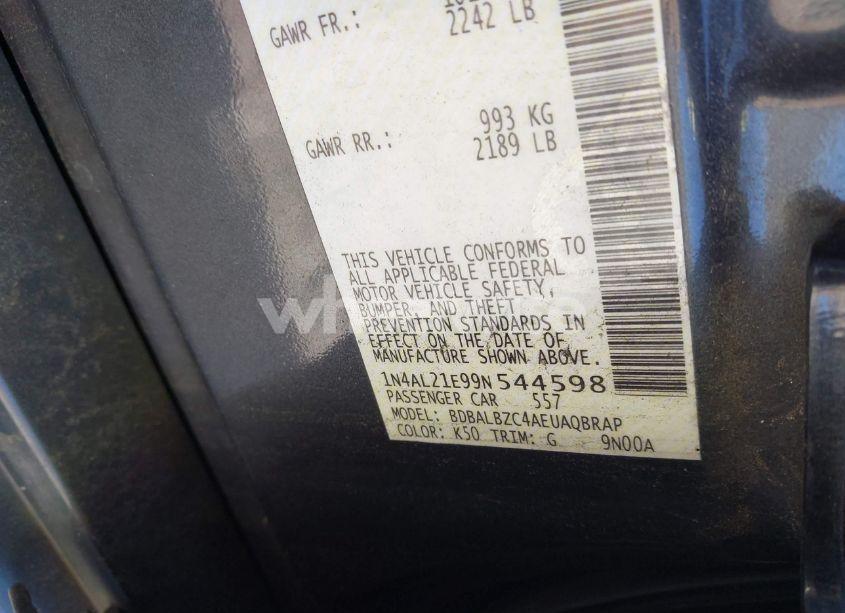 GAWR FR.:
2242 LB
993 KG
GAWR RR.: 2189 LB
THIS VEHICLE CONFORMS TO
ALL APPLICABLE FEDERAL
MOTOR VEHICLE SAFETY,
BUMPER, AND THEFT
PREVENTION STANDARDS IN
EFFECT ON THE DATE OF
MANUFACTURE SHOWN ABOVE.
1N4AL21E99N544598
PASSENGER CAR 557
MODEL: BDBALBZC4AEUAQBRAP
COLOR: K50 TRIM: G 9N00A